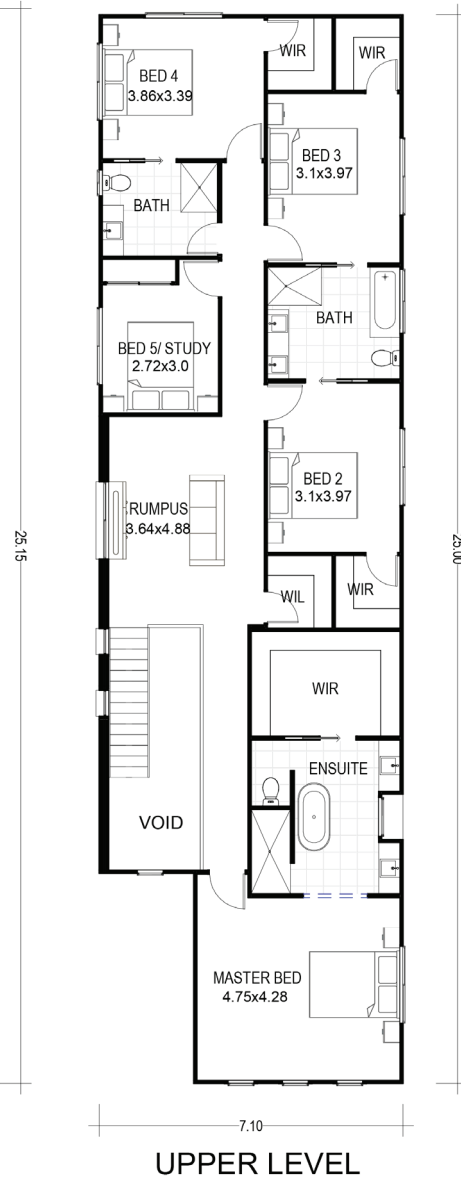 WIR
WIR
BED 4
3.86x3.39
BED 3
3.1x3.97
BATH
BATH
BED 5/ STUDY
2.72x3.0
BED 2
3.1x3.97
RUMPUS
3.64x4.88
25.15
25.00
WIL
WIR
WIR
ENSUITE
VOID
MASTER BED
4.75x4.28
7.10
UPPER LEVEL